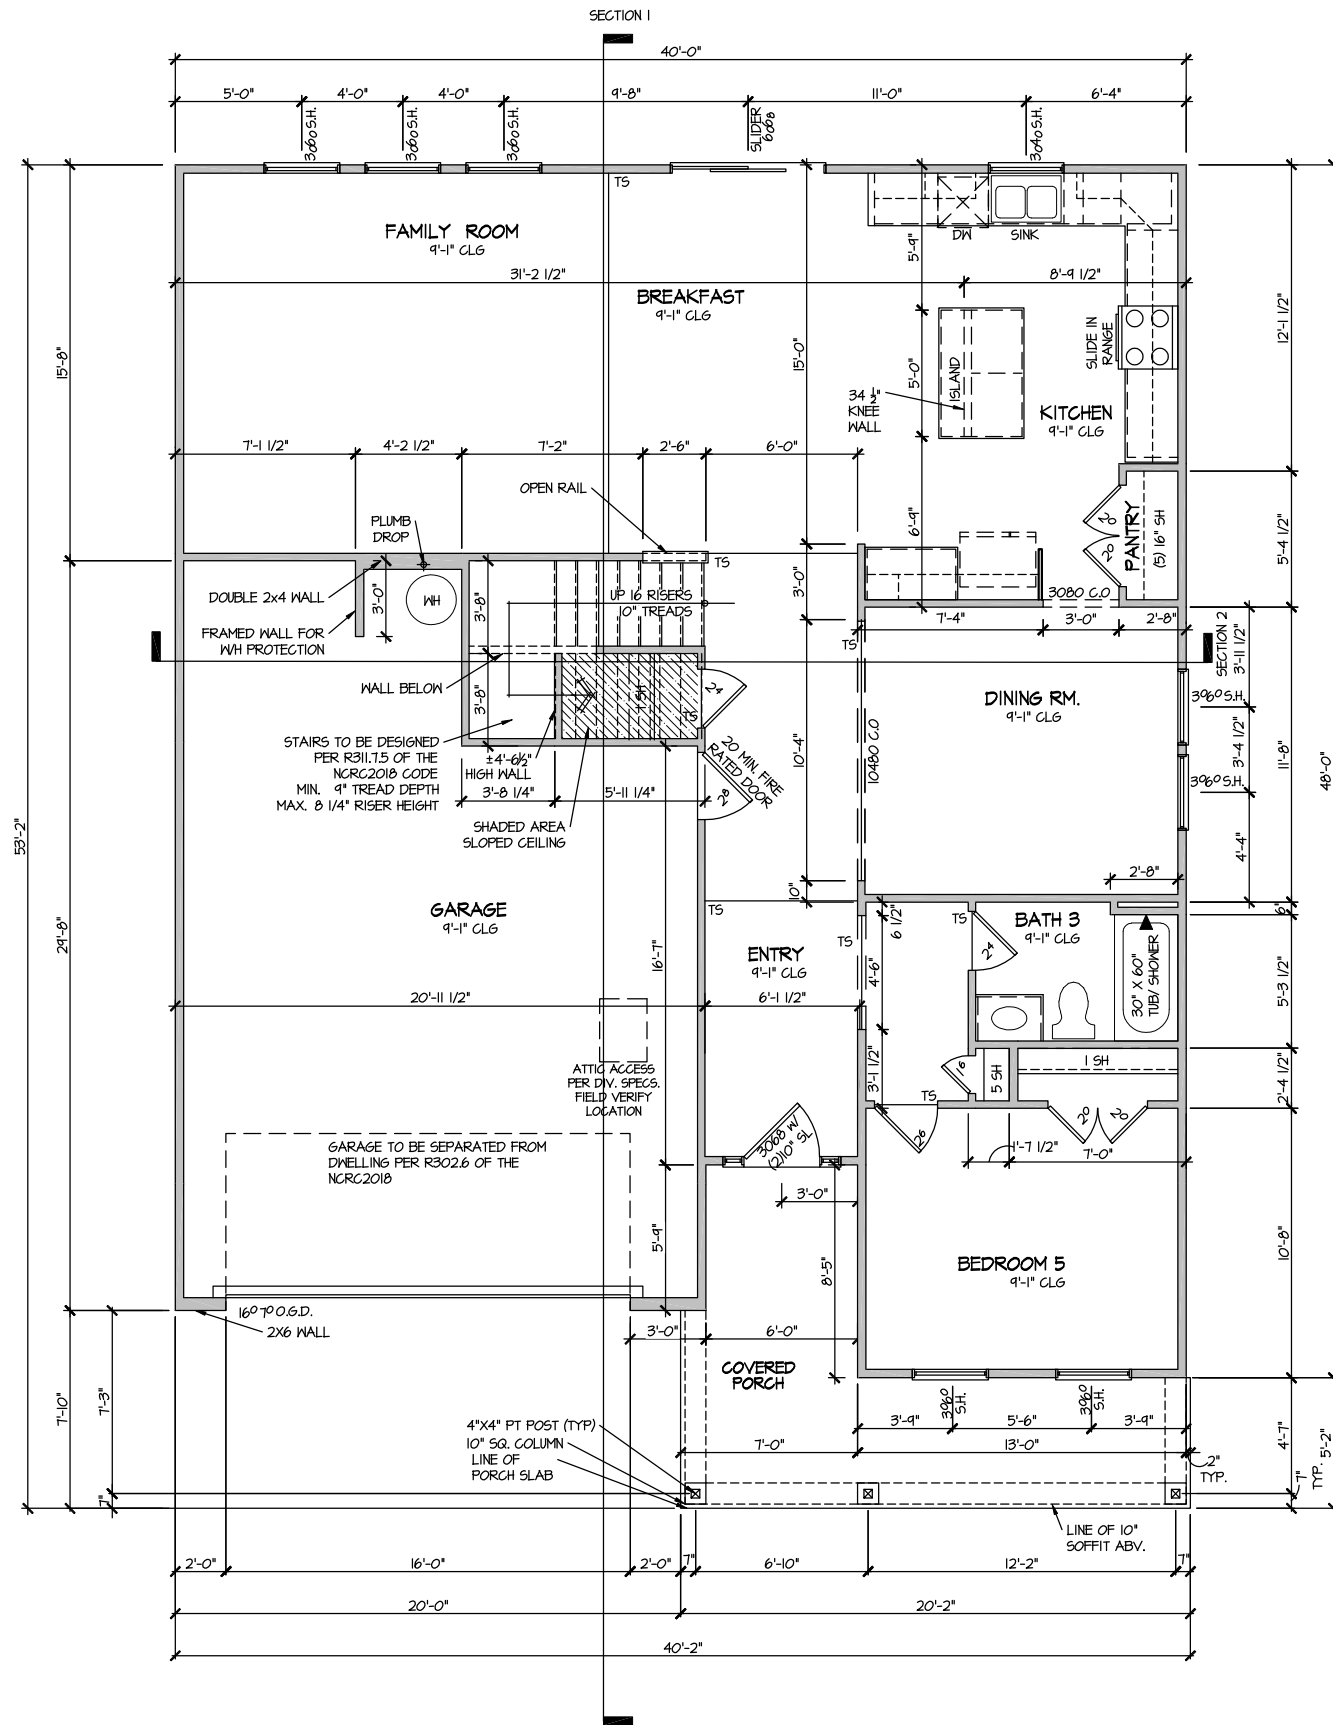 SECTION 1
40'-0"
5'-0"
4'-0"
4'-0"
9'-8"
11'-0"
6'-4"
3060 S.H.
3060 S.H.
3060 S.H.
SLIDER
6068
3040 S.H.
TS
FAMILY ROOM
9'-1" CLG
DW
SINK
5'-9"
31'-2 1/2"
8'-9 1/2"
BREAKFAST
9'-1" CLG
SLIDE IN
RANGE
12'-1 1/2"
15'-8"
15'-0"
5'-0"
ISLAND
34 ½"
KNEE
WALL
KITCHEN
9'-1" CLG
7'-1 1/2"
4'-2 1/2"
7'-2"
2'-6"
6'-0"
OPEN RAIL
6'-9"
PLUMB
DROP
PANTRY
(5) 16" SH
20
20
5'-4 1/2"
TS
DOUBLE 2x4 WALL
3'-0"
WH
3'-8"
UP 16 RISERS
10" TREADS
3'-0"
3080 C.O
7'-4"
3'-0"
2'-8"
FRAMED WALL FOR
W/H PROTECTION
TS
SECTION 2
3'-11 1/2"
WALL BELOW
3'-8"
1 SH
24
TS
DINING RM.
9'-1" CLG
3060 S.H.
STAIRS TO BE DESIGNED
PER R311.7.5 OF THE
NCRC2018 CODE
MIN. 9" TREAD DEPTH
MAX. 8 1/4" RISER HEIGHT
±4'-6½"
HIGH WALL
20 MIN. FIRE
RATED DOOR
28
10'-4"
10480 C.O
3'-4 1/2"
11'-8"
48'-0"
3060 S.H.
3'-8 1/4"
5'-11 1/4"
SHADED AREA
SLOPED CEILING
53'-2"
4'-4"
2'-8"
10"
GARAGE
9'-1" CLG
TS
6 1/2"
TS
BATH 3
9'-1" CLG
6"
29'-8"
16'-7"
ENTRY
9'-1" CLG
TS
24
4'-6"
30" X 60"
TUB/ SHOWER
5'-3 1/2"
20'-11 1/2"
6'-1 1/2"
ATTIC ACCESS
PER DIV. SPECS.
FIELD VERIFY
LOCATION
3'-1 1/2"
16
5 SH
1 SH
TS
2'-4 1/2"
GARAGE TO BE SEPARATED FROM
DWELLING PER R302.6 OF THE
NCRC2018
3068 W/
(2)10" SL
26
20
20
1'-7 1/2"
7'-0"
3'-0"
5'-9"
8'-5"
BEDROOM 5
9'-1" CLG
10'-8"
160 70 O.G.D.
2X6 WALL
3'-0"
6'-0"
COVERED
PORCH
3060
S.H.
3060
S.H.
7'-10"
7'-3"
4"X4" PT POST (TYP)
10" SQ. COLUMN
LINE OF
PORCH SLAB
3'-9"
5'-6"
3'-9"
7'-0"
13'-0"
4'-7"
5'-2"
2"
TYP.
7"
TYP.
7"
LINE OF 10"
SOFFIT ABV.
2'-0"
16'-0"
2'-0"
7"
6'-10"
12'-2"
7"
20'-0"
20'-2"
40'-2"